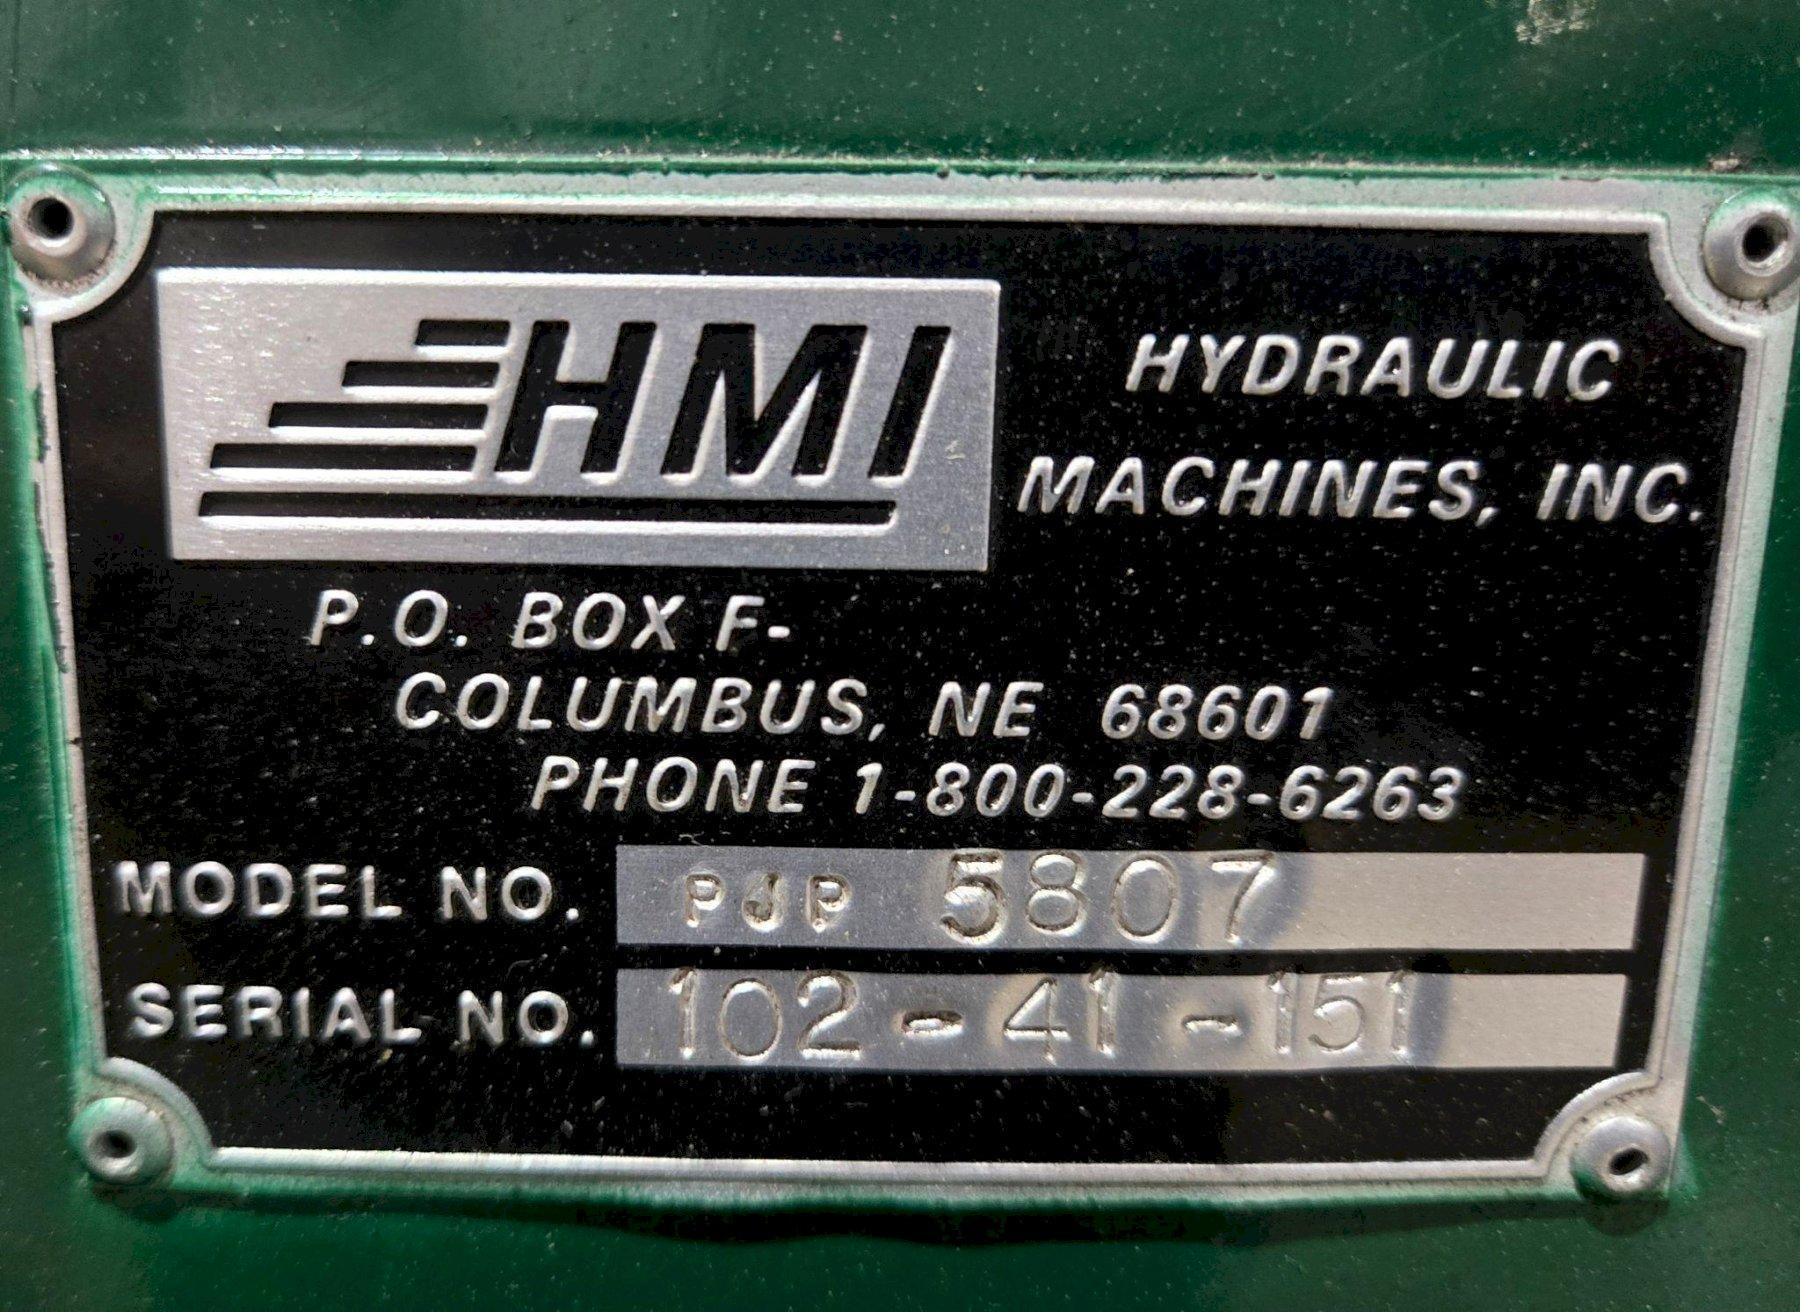 HMI
HYDRAULIC
MACHINES, INC.
P.O. BOX F-
COLUMBUS, NE 68601
PHONE 1-800-228-6263
MODEL NO. PJP 5807
SERIAL NO. 102-41-151